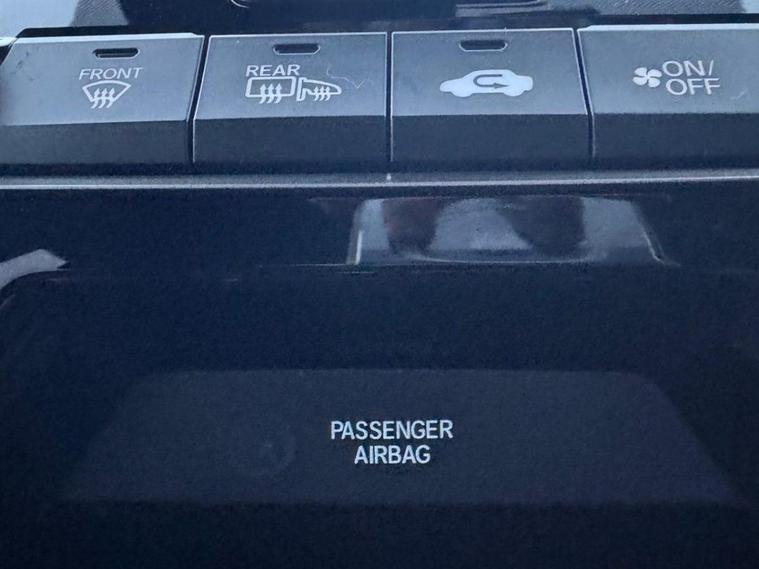 FRONT
REAR
ON/
OFF
PASSENGER
AIRBAG